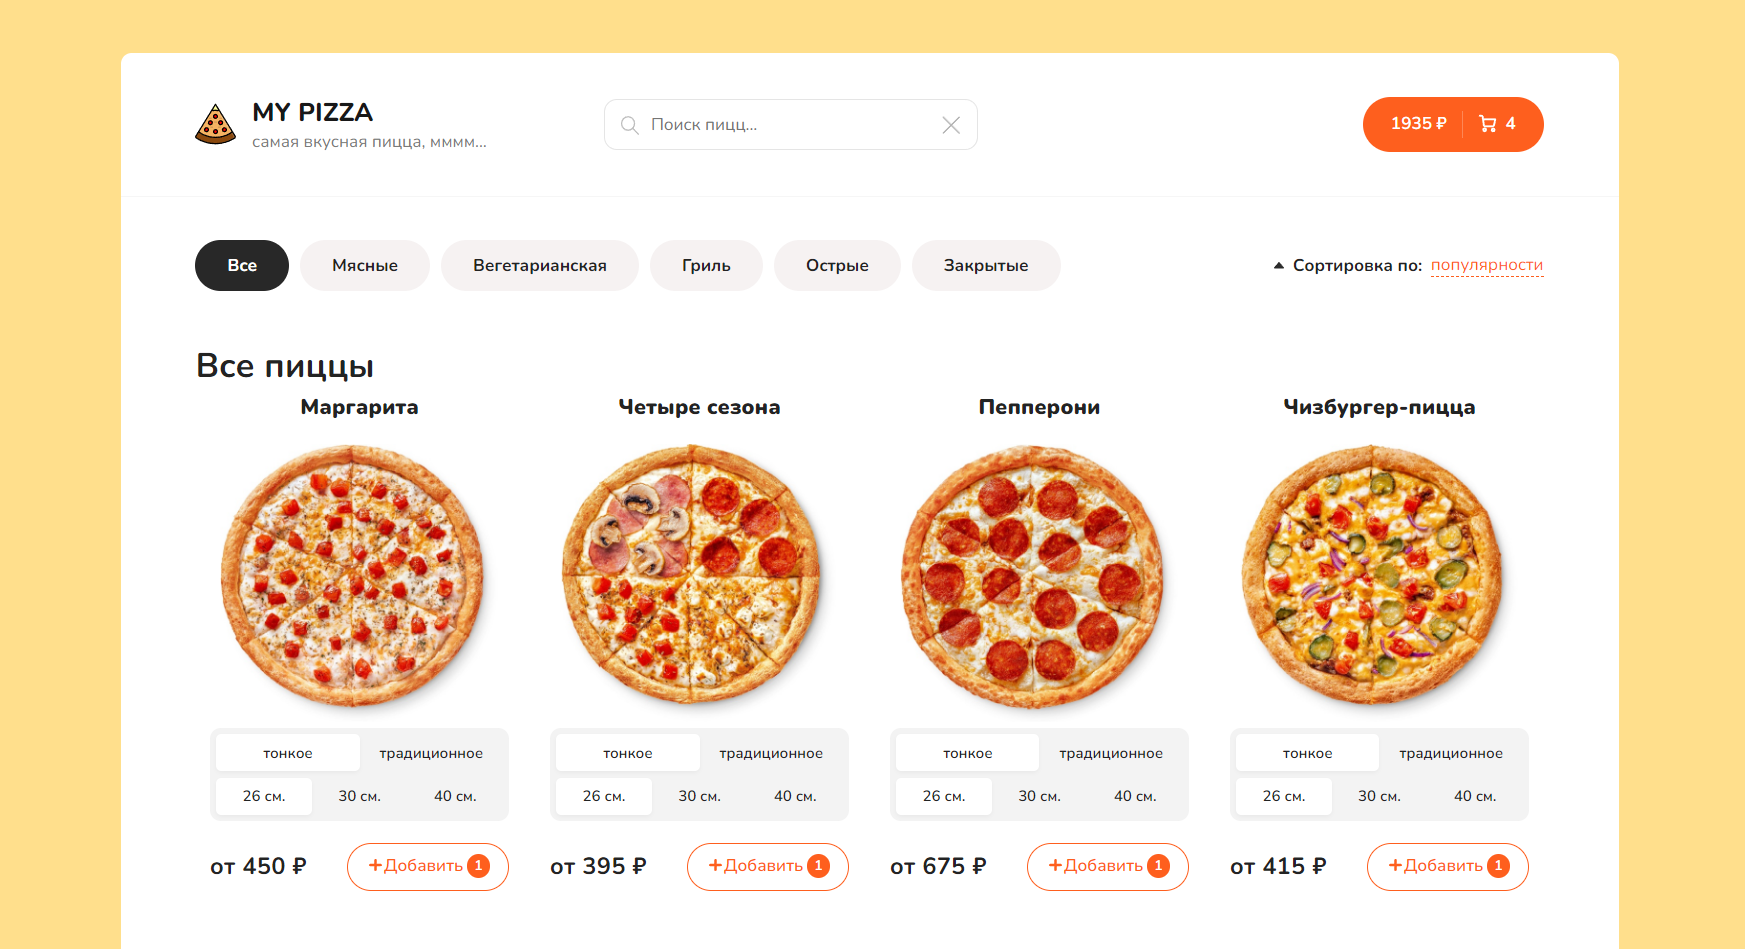 MY PIZZA
самая вкусная пицца, мммм...
Поиск пицц...
1935 ₽ 4
Все Мясные Вегетарианская Гриль Острые Закрытые Сортировка по: популярности
Все пиццы
Маргарита Четыре сезона Пепперони Чизбургер-пицца
тонкое традиционное тонкое традиционное тонкое традиционное тонкое традиционное
26 см. 30 см. 40 см. 26 см. 30 см. 40 см. 26 см. 30 см. 40 см. 26 см. 30 см. 40 см.
от 450 ₽ +Добавить 1 от 395 ₽ +Добавить 1 от 675 ₽ +Добавить 1 от 415 ₽ +Добавить 1